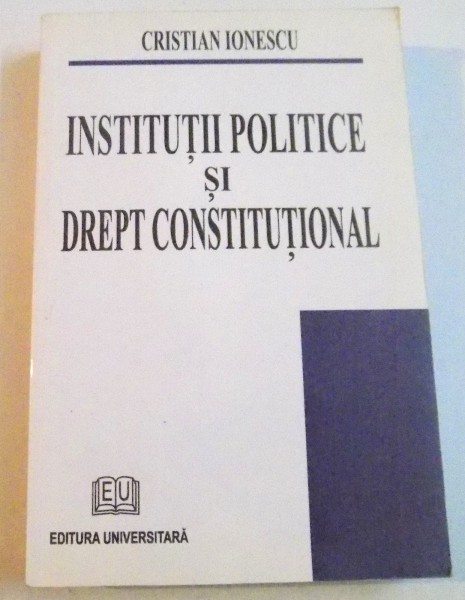 CRISTIAN IONESCU
INSTITUȚII POLITICE
ȘI
DREPT CONSTITUȚIONAL
EU
EDITURA UNIVERSITARĂ